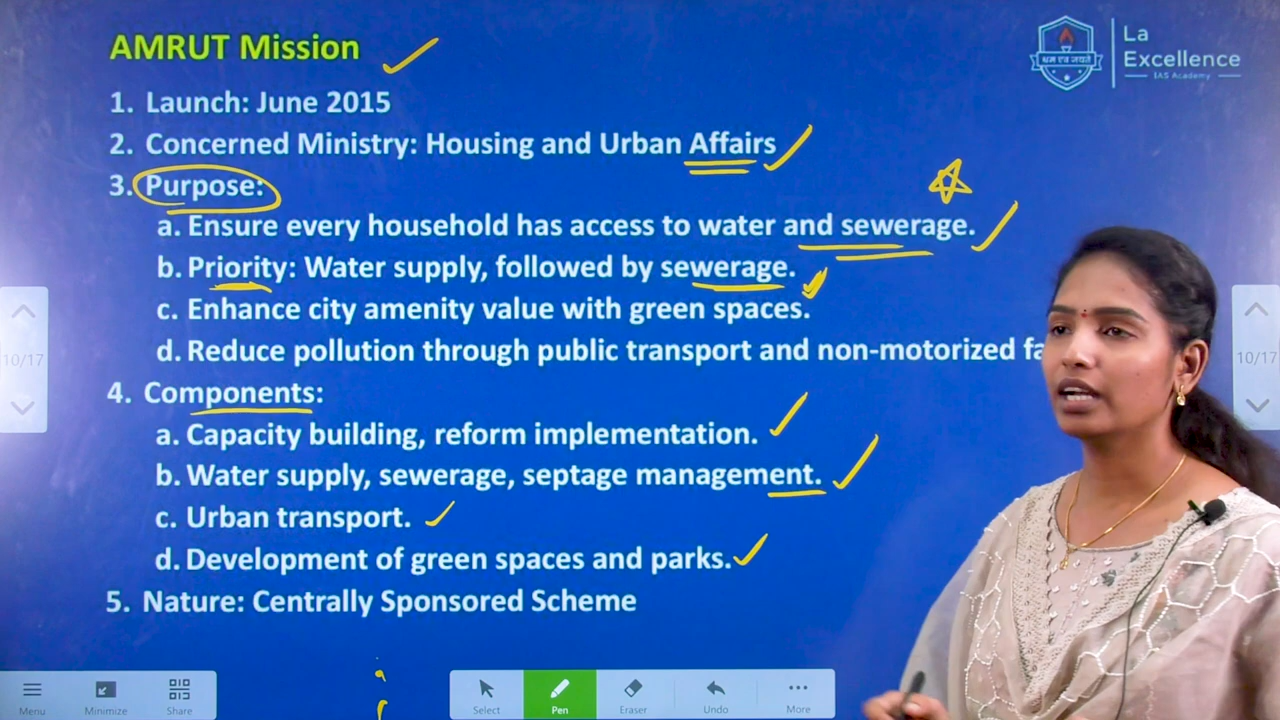 AMRUT Mission
La
Excellence
IAS Academy
श्रम एव जयते
1. Launch: June 2015
2. Concerned Ministry: Housing and Urban Affairs
3. Purpose:
a. Ensure every household has access to water and sewerage.
b. Priority: Water supply, followed by sewerage.
c. Enhance city amenity value with green spaces.
d. Reduce pollution through public transport and non-motorized fa
4. Components:
a. Capacity building, reform implementation.
b. Water supply, sewerage, septage management.
c. Urban transport.
d. Development of green spaces and parks.
5. Nature: Centrally Sponsored Scheme
10/17
10/17
Menu
Minimize
Share
Select
Pen
Eraser
Undo
More